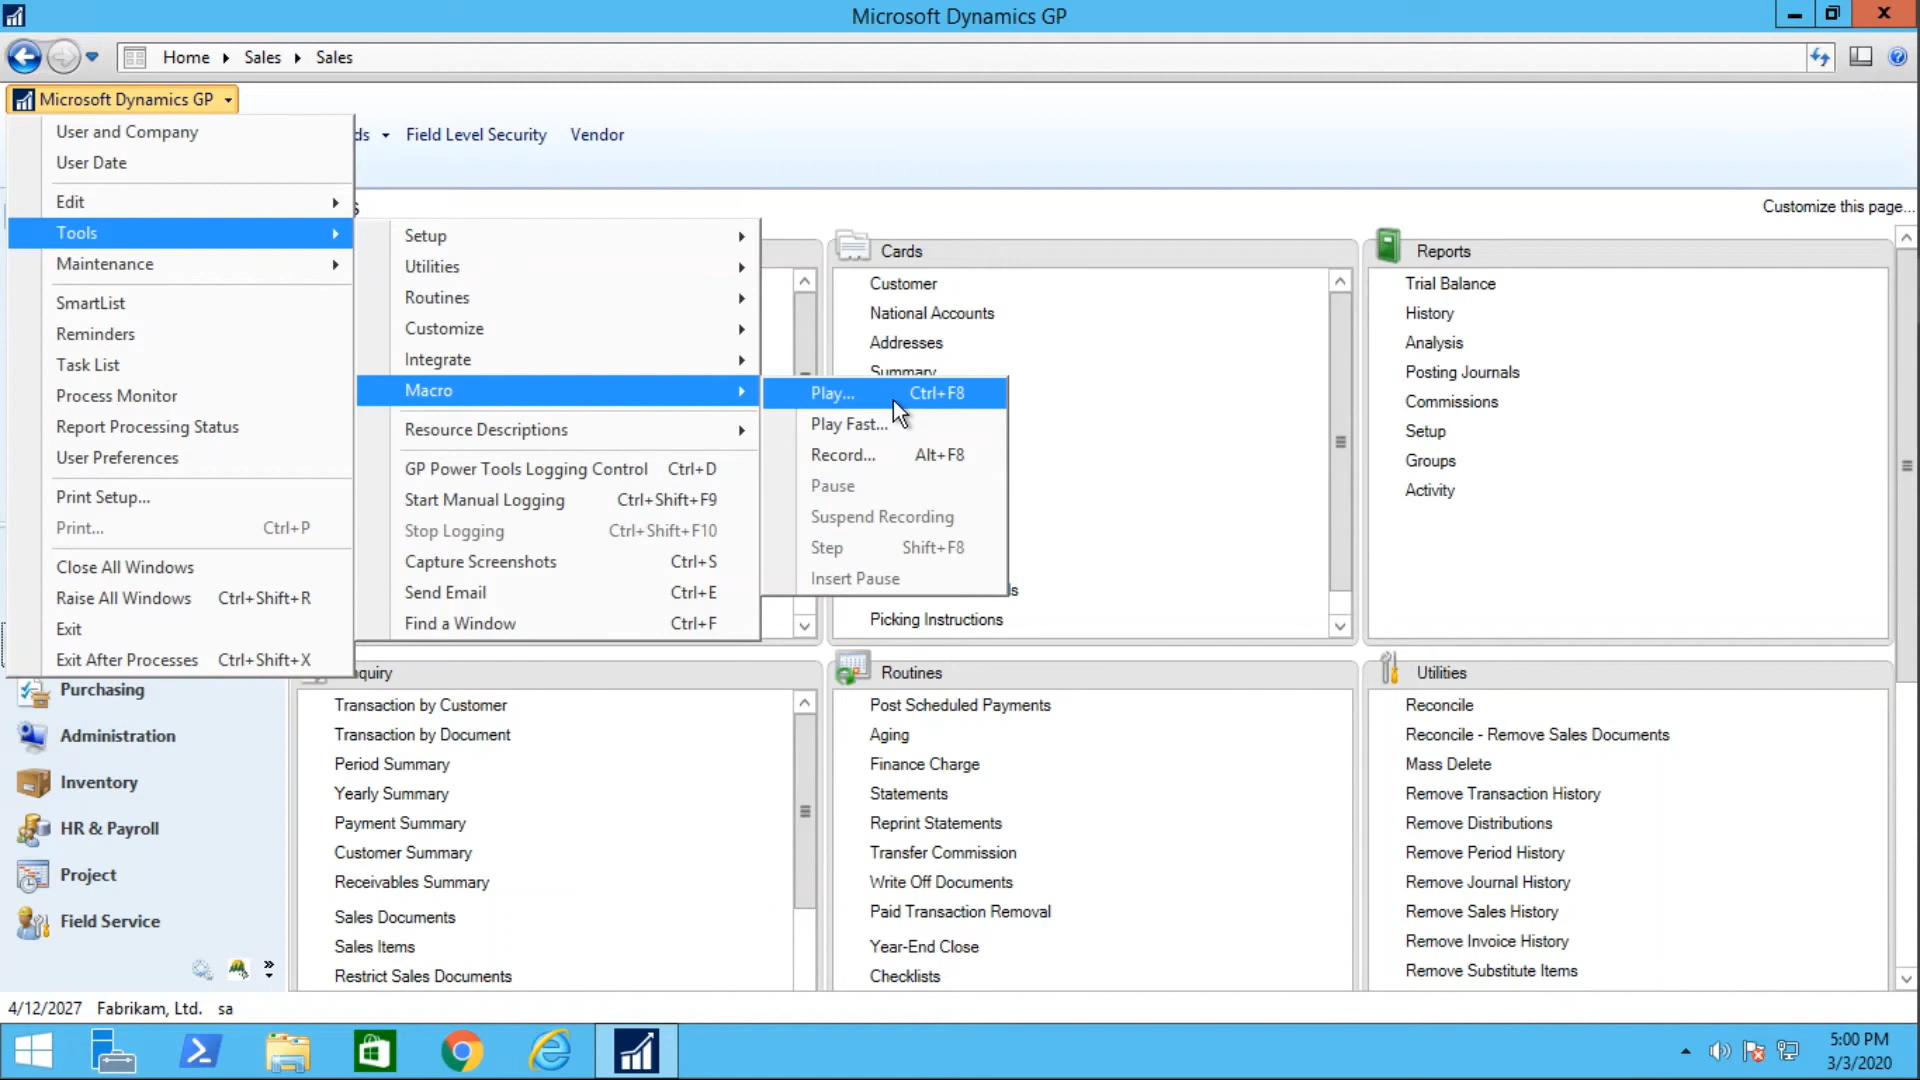 Microsoft Dynamics GP
Home Sales Sales
Microsoft Dynamics GP
ds Field Level Security Vendor
Customize this page...
User and Company
User Date
Edit
Tools
Maintenance
SmartList
Reminders
Task List
Process Monitor
Report Processing Status
User Preferences
Print Setup...
Print... Ctrl+P
Close All Windows
Raise All Windows Ctrl+Shift+R
Exit
Exit After Processes Ctrl+Shift+X
Setup
Utilities
Routines
Customize
Integrate
Macro
Resource Descriptions
GP Power Tools Logging Control Ctrl+D
Start Manual Logging Ctrl+Shift+F9
Stop Logging Ctrl+Shift+F10
Capture Screenshots Ctrl+S
Send Email Ctrl+E
Find a Window Ctrl+F
Play... Ctrl+F8
Play Fast...
Record... Alt+F8
Pause
Suspend Recording
Step Shift+F8
Insert Pause
Cards
Customer
National Accounts
Addresses
Summary
Picking Instructions
Reports
Trial Balance
History
Analysis
Posting Journals
Commissions
Setup
Groups
Activity
Purchasing
Administration
Inventory
HR & Payroll
Project
Field Service
quiry
Transaction by Customer
Transaction by Document
Period Summary
Yearly Summary
Payment Summary
Customer Summary
Receivables Summary
Sales Documents
Sales Items
Restrict Sales Documents
Routines
Post Scheduled Payments
Aging
Finance Charge
Statements
Reprint Statements
Transfer Commission
Write Off Documents
Paid Transaction Removal
Year-End Close
Checklists
Utilities
Reconcile
Reconcile - Remove Sales Documents
Mass Delete
Remove Transaction History
Remove Distributions
Remove Period History
Remove Journal History
Remove Sales History
Remove Invoice History
Remove Substitute Items
4/12/2027 Fabrikam, Ltd. sa
5:00 PM
3/3/2020